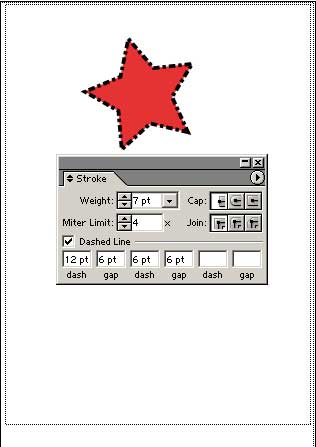 Stroke
Weight: 7 pt Cap:
Miter Limit: 4 x Join:
Dashed Line
12 pt 6 pt 6 pt 6 pt
dash gap dash gap dash gap